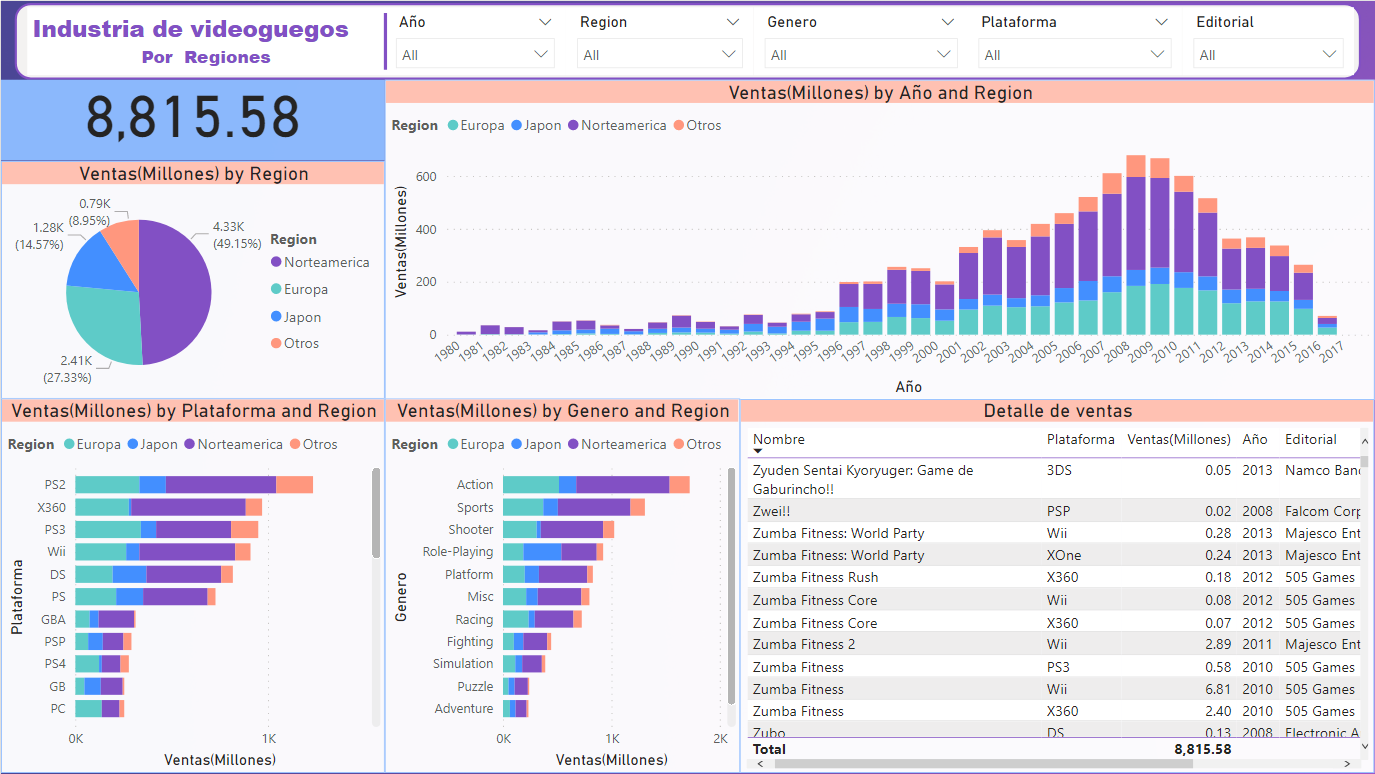 Industria de videoguegos
Por Regiones
Año
All
Region
All
Genero
All
Plataforma
All
Editorial
All
8,815.58
Ventas(Millones) by Region
0.79K
(8.95%)
1.28K
(14.57%)
4.33K
(49.15%)
2.41K
(27.33%)
Region
Norteamerica
Europa
Japon
Otros
Ventas(Millones) by Año and Region
Region Europa Japon Norteamerica Otros
Ventas(Millones)
600
400
200
0
1980 1981 1982 1983 1984 1985 1986 1987 1988 1989 1990 1991 1992 1993 1994 1995 1996 1997 1998 1999 2000 2001 2002 2003 2004 2005 2006 2007 2008 2009 2010 2011 2012 2013 2014 2015 2016 2017
Año
Ventas(Millones) by Plataforma and Region
Region Europa Japon Norteamerica Otros
Plataforma
PS2
X360
PS3
Wii
DS
PS
GBA
PSP
PS4
GB
PC
0K 1K
Ventas(Millones)
Ventas(Millones) by Genero and Region
Region Europa Japon Norteamerica Otros
Genero
Action
Sports
Shooter
Role-Playing
Platform
Misc
Racing
Fighting
Simulation
Puzzle
Adventure
0K 1K 2K
Ventas(Millones)
Detalle de ventas
Nombre Plataforma Ventas(Millones) Año Editorial
Zyuden Sentai Kyoryuger: Game de 3DS 0.05 2013 Namco Ban
Gaburincho!!
Zwei!! PSP 0.02 2008 Falcom Corp
Zumba Fitness: World Party Wii 0.28 2013 Majesco Ent
Zumba Fitness: World Party XOne 0.24 2013 Majesco Ent
Zumba Fitness Rush X360 0.18 2012 505 Games
Zumba Fitness Core Wii 0.08 2012 505 Games
Zumba Fitness Core X360 0.07 2012 505 Games
Zumba Fitness 2 Wii 2.89 2011 Majesco Ent
Zumba Fitness PS3 0.58 2010 505 Games
Zumba Fitness Wii 6.81 2010 505 Games
Zumba Fitness X360 2.40 2010 505 Games
Zubo DS 0.13 2008 Electronic A
Total 8,815.58